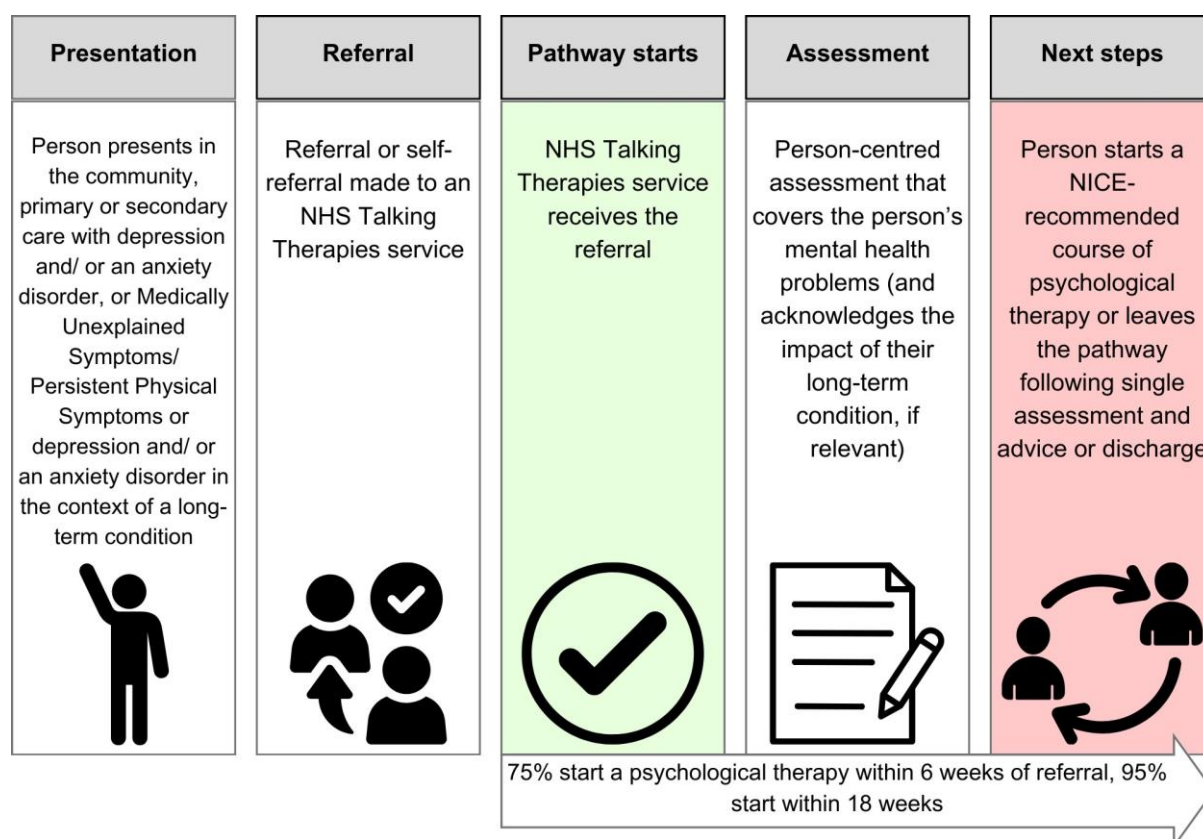 Presentation
Person presents in
the community,
primary or secondary
care with depression
and/ or an anxiety
disorder, or Medically
Unexplained
Symptoms/
Persistent Physical
Symptoms or
depression and/ or
an anxiety disorder in
the context of a long-
term condition
Referral
Referral or self-
referral made to an
NHS Talking
Therapies service
Pathway starts
NHS Talking
Therapies service
receives the
referral
Assessment
Person-centred
assessment that
covers the person's
mental health
problems (and
acknowledges the
impact of their
long-term
condition, if
relevant)
Next steps
Person starts a
NICE-
recommended
course of
psychological
therapy or leaves
the pathway
following single
assessment and
advice or discharge
75% start a psychological therapy within 6 weeks of referral, 95%
start within 18 weeks